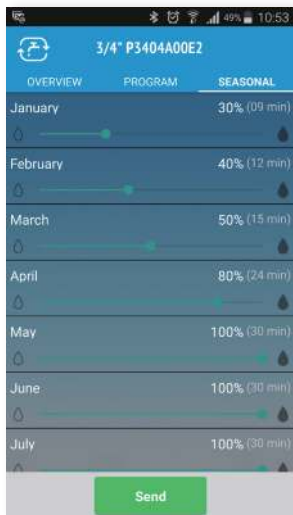 49% 10:53
3/4" P3404A00E2
OVERVIEW PROGRAM SEASONAL
January 30% (09 min)
February 40% (12 min)
March 50% (15 min)
April 80% (24 min)
May 100% (30 min)
June 100% (30 min)
July 100% (30 min)
Send